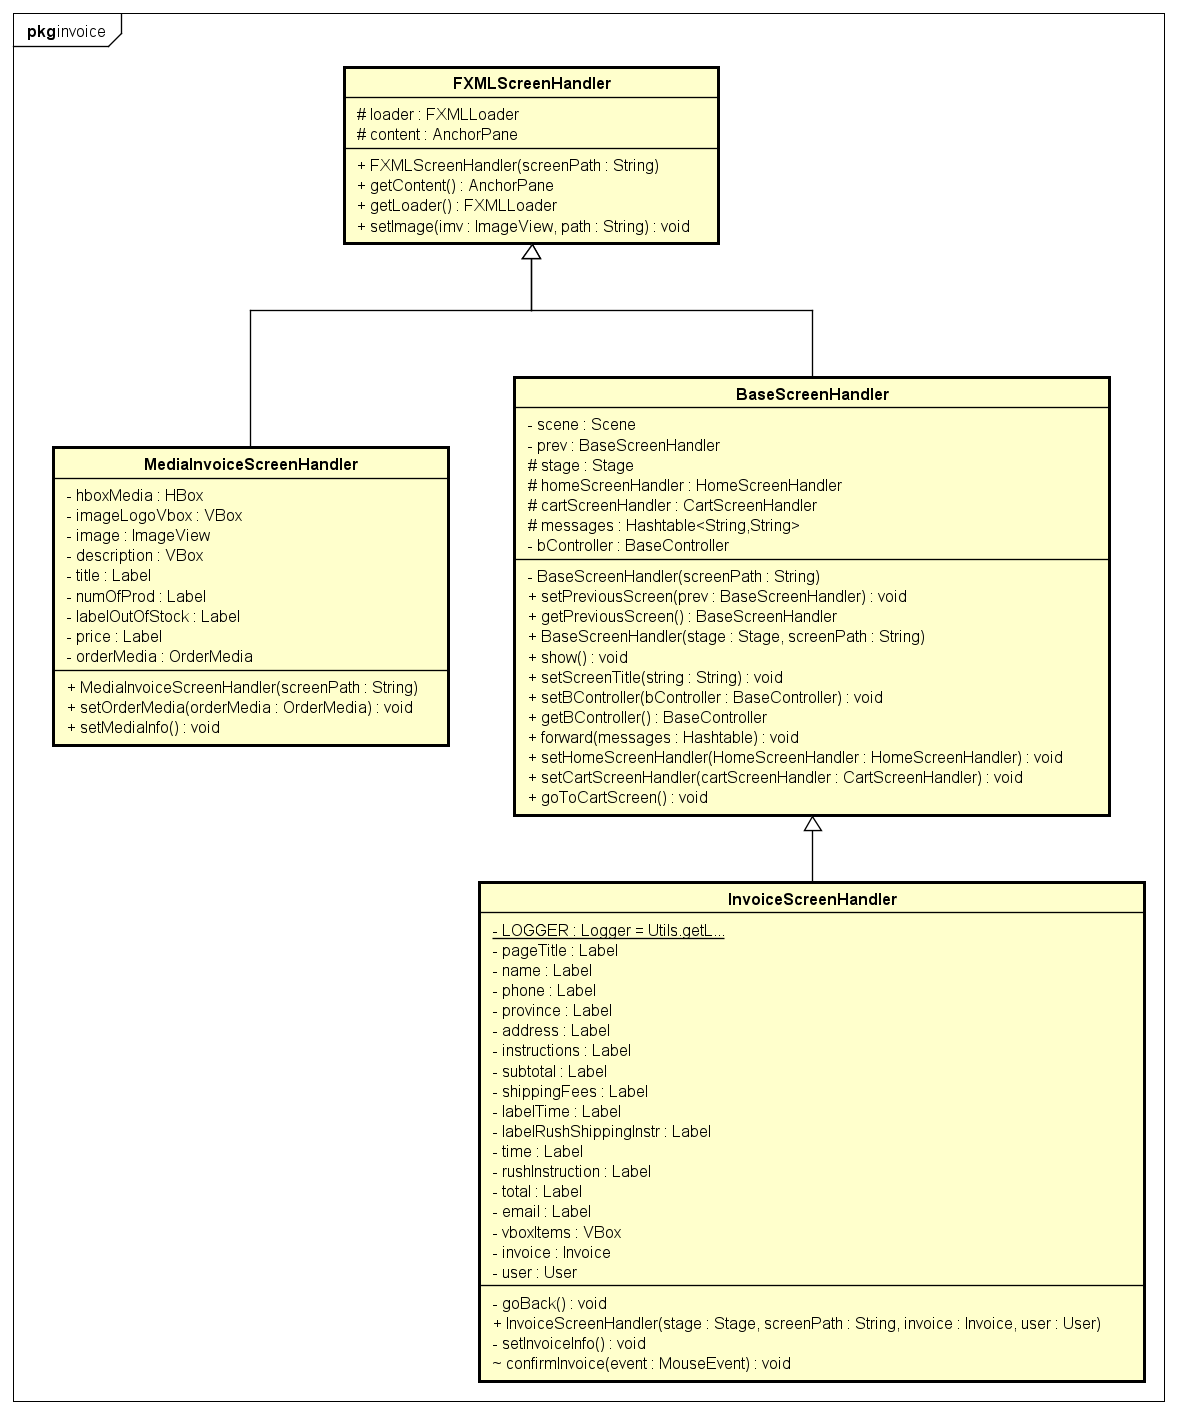 pkg invoice
FXMLScreenHandler
# loader : FXMLLoader
# content : AnchorPane
+ FXMLScreenHandler(screenPath : String)
+ getContent() : AnchorPane
+ getLoader() : FXMLLoader
+ setImage(imv : ImageView, path : String) : void
MediaInvoiceScreenHandler
- hboxMedia : HBox
- imageLogoVbox : VBox
- image : ImageView
- description : VBox
- title : Label
- numOfProd : Label
- labelOutOfStock : Label
- price : Label
- orderMedia : OrderMedia
+ MediaInvoiceScreenHandler(screenPath : String)
+ setOrderMedia(orderMedia : OrderMedia) : void
+ setMediaInfo() : void
BaseScreenHandler
- scene : Scene
- prev : BaseScreenHandler
# stage : Stage
# homeScreenHandler : HomeScreenHandler
# cartScreenHandler : CartScreenHandler
# messages : Hashtable<String,String>
- bController : BaseController
- BaseScreenHandler(screenPath : String)
+ setPreviousScreen(prev : BaseScreenHandler) : void
+ getPreviousScreen() : BaseScreenHandler
+ BaseScreenHandler(stage : Stage, screenPath : String)
+ show() : void
+ setScreenTitle(string : String) : void
+ setBController(bController : BaseController) : void
+ getBController() : BaseController
+ forward(messages : Hashtable) : void
+ setHomeScreenHandler(HomeScreenHandler : HomeScreenHandler) : void
+ setCartScreenHandler(cartScreenHandler : CartScreenHandler) : void
+ goToCartScreen() : void
InvoiceScreenHandler
- LOGGER : Logger = Utils.getL...
- pageTitle : Label
- name : Label
- phone : Label
- province : Label
- address : Label
- instructions : Label
- subtotal : Label
- shippingFees : Label
- labelTime : Label
- labelRushShippingInstr : Label
- time : Label
- rushInstruction : Label
- total : Label
- email : Label
- vboxItems : VBox
- invoice : Invoice
- user : User
- goBack() : void
+ InvoiceScreenHandler(stage : Stage, screenPath : String, invoice : Invoice, user : User)
- setInvoiceInfo() : void
~ confirmInvoice(event : MouseEvent) : void